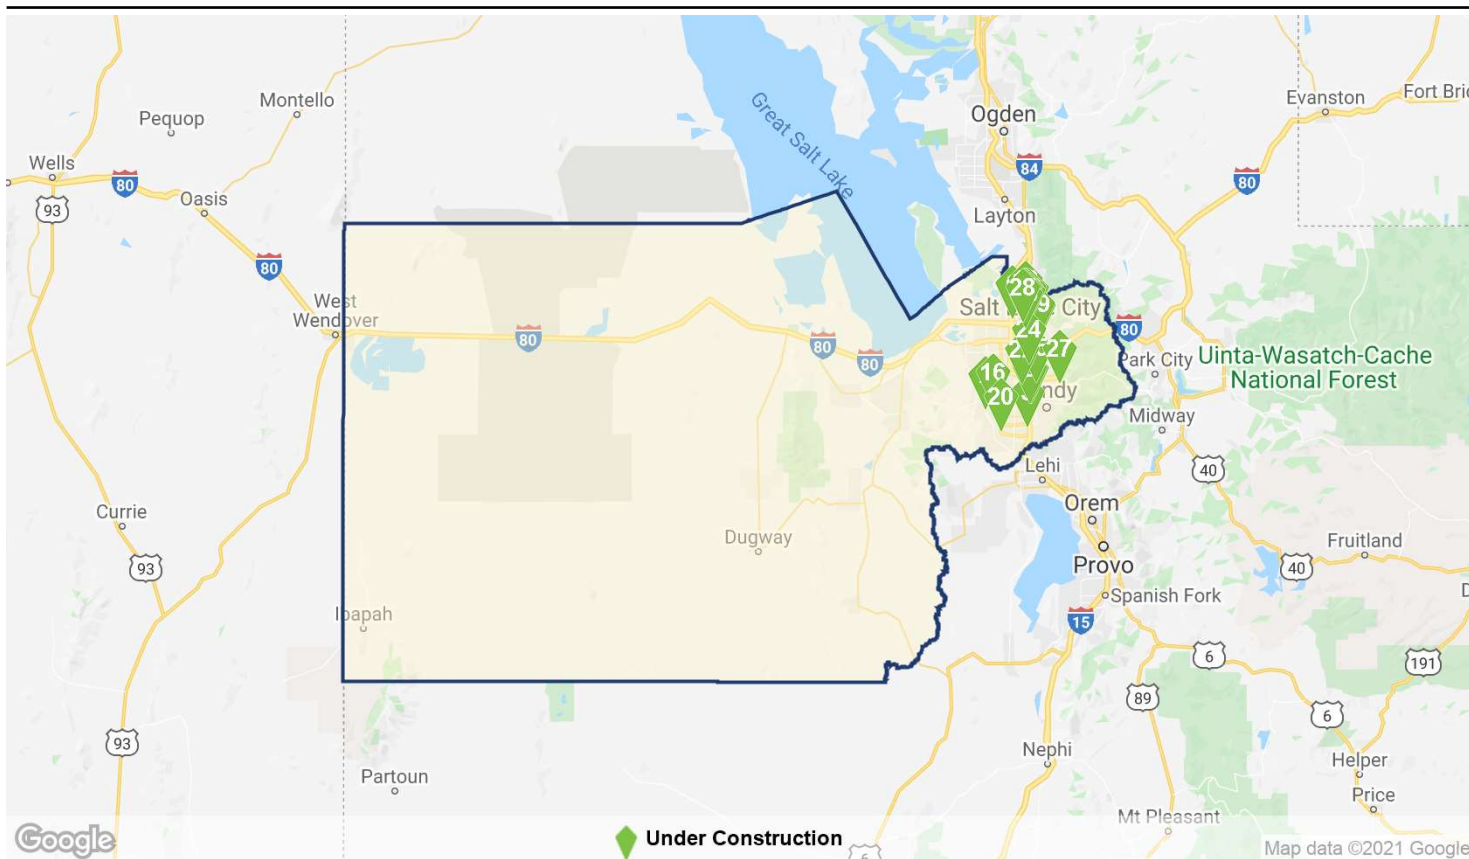 Montello
Pequop
Wells
80
93
Oasis
80
West
Wendover
Great Salt Lake
Ogden
84
Layton
Evanston
Fort Bri
80
28
9
Salt
City
24
80
80
80
80
27
Park City
16
20
ndy
Uinta-Wasatch-Cache
National Forest
Midway
40
Lehi
Orem
Provo
Spanish Fork
15
Fruitland
40
Currie
93
Dugway
Ibapah
6
191
89
6
93
Partoun
Nephi
Helper
Price
Mt Pleasant
6
Google
Under Construction
Map data ©2021 Google